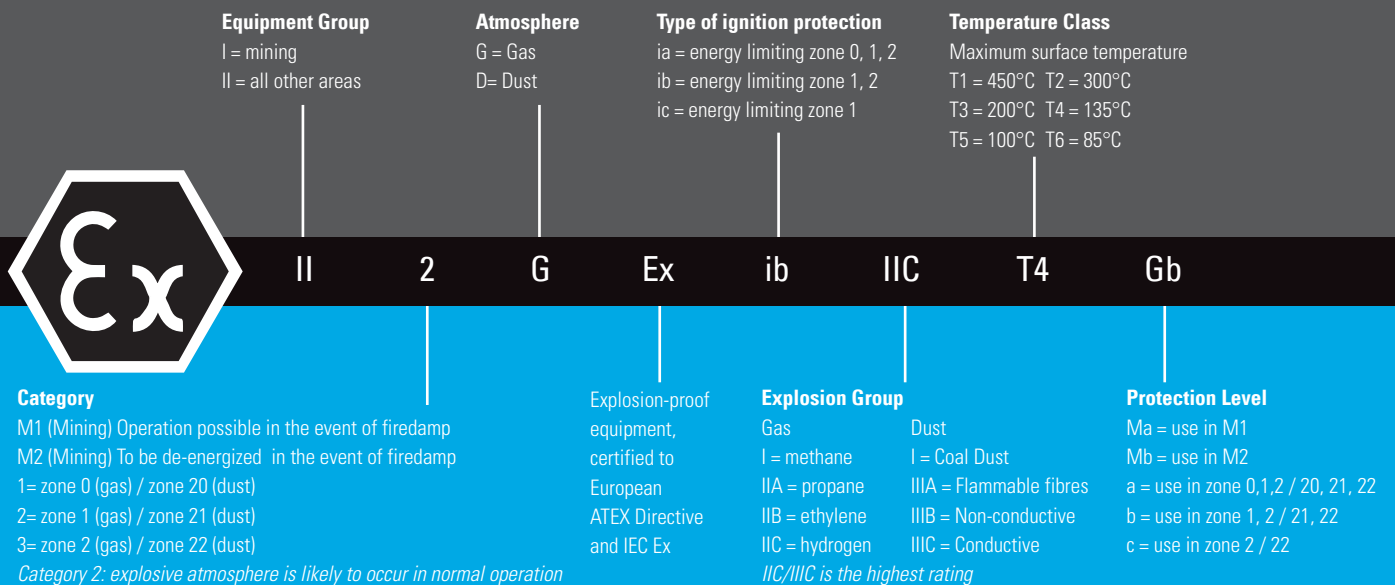 Equipment Group
I = mining
II = all other areas
Atmosphere
G = Gas
D= Dust
Type of ignition protection
ia = energy limiting zone 0, 1, 2
ib = energy limiting zone 1, 2
ic = energy limiting zone 1
Temperature Class
Maximum surface temperature
T1 = 450°C T2 = 300°C
T3 = 200°C T4 = 135°C
T5 = 100°C T6 = 85°C
Ex II 2 G Ex ib IIC T4 Gb
Category
M1 (Mining) Operation possible in the event of firedamp
M2 (Mining) To be de-energized in the event of firedamp
1= zone 0 (gas) / zone 20 (dust)
2= zone 1 (gas) / zone 21 (dust)
3= zone 2 (gas) / zone 22 (dust)
Category 2: explosive atmosphere is likely to occur in normal operation
Explosion-proof
equipment,
certified to
European
ATEX Directive
and IEC Ex
Explosion Group
Gas Dust
I = methane I = Coal Dust
IIA = propane IIIA = Flammable fibres
IIB = ethylene IIIB = Non-conductive
IIC = hydrogen IIIC = Conductive
IIC/IIIC is the highest rating
Protection Level
Ma = use in M1
Mb = use in M2
a = use in zone 0,1,2 / 20, 21, 22
b = use in zone 1, 2 / 21, 22
c = use in zone 2 / 22